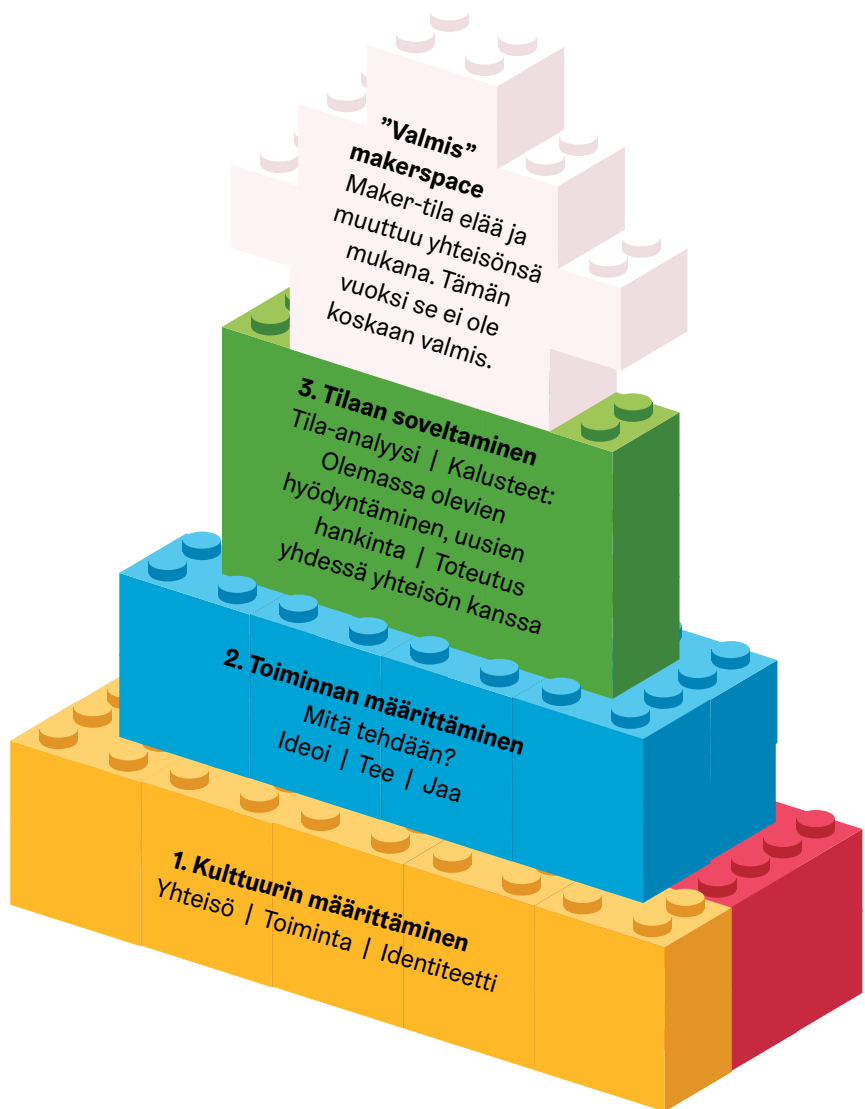 ”Valmis”
makerspace
Maker-tila elää ja
muuttuu yhteisönsä
mukana. Tämän
vuoksi se ei ole
koskaan valmis.
3. Tilaan soveltaminen
Tila-analyysi | Kalusteet:
Olemassa olevien
hyödyntäminen, uusien
hankinta | Toteutus
yhdessä yhteisön kanssa
2. Toiminnan määrittäminen
Mitä tehdään?
Ideoi | Tee | Jaa
1. Kulttuurin määrittäminen
Yhteisö | Toiminta | Identiteetti